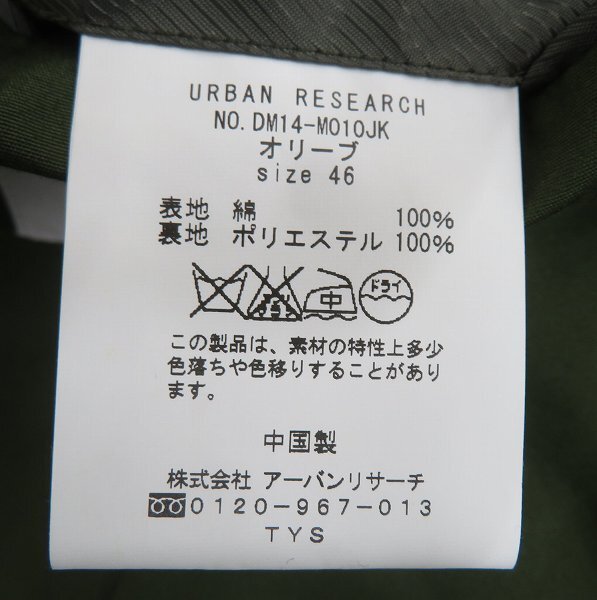 URBAN RESEARCH
NO.DM14-M010JK
オリーブ
size 46
表地 綿 100%
裏地 ポリエステル 100%
中 ドライ
この製品は、素材の特性上多少
色落ちや色移りすることがあり
ます。
中国製
株式会社 アーバンリサーチ
0120-967-013
TYS